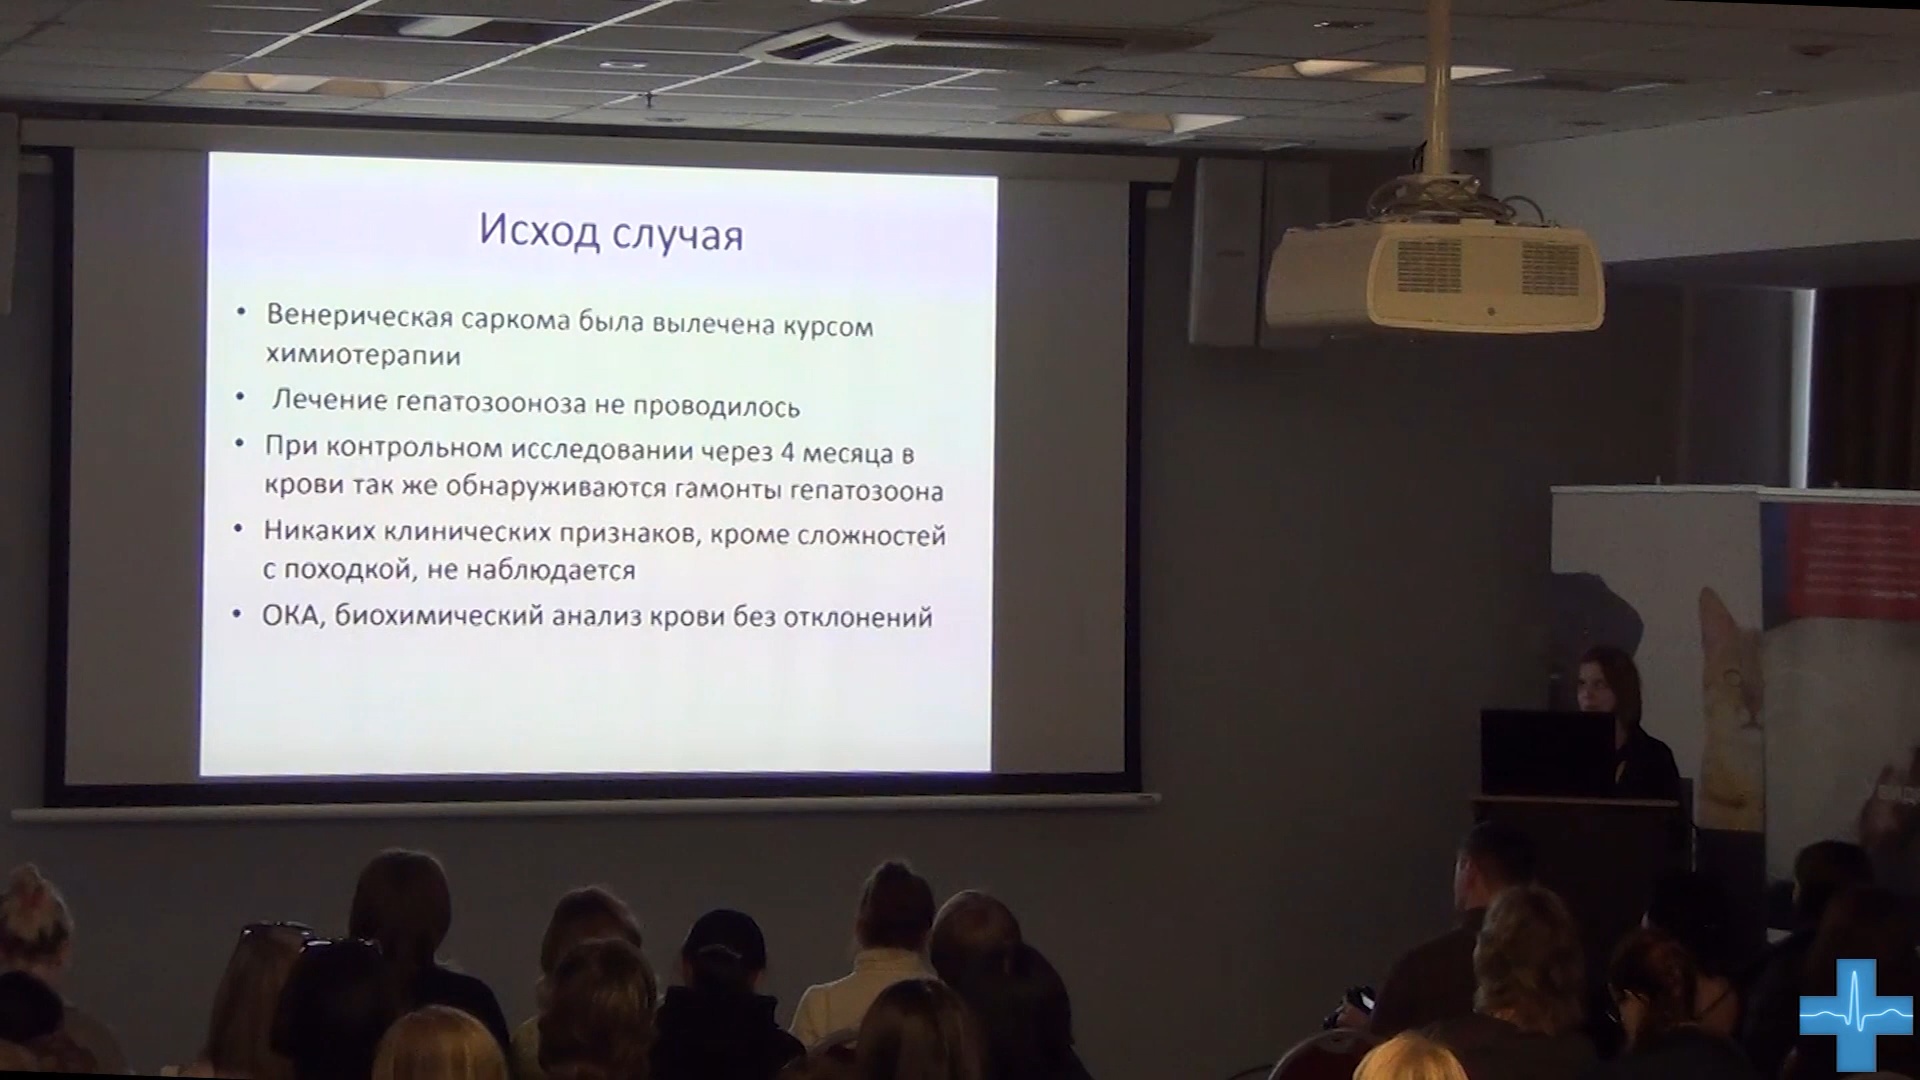 Исход случая
• Венерическая саркома была вылечена курсом
химиотерапии
• Лечение гепатозооноза не проводилось
• При контрольном исследовании через 4 месяца в
крови так же обнаруживаются гамонты гепатозоона
• Никаких клинических признаков, кроме сложностей
с походкой, не наблюдается
• ОКА, биохимический анализ крови без отклонений